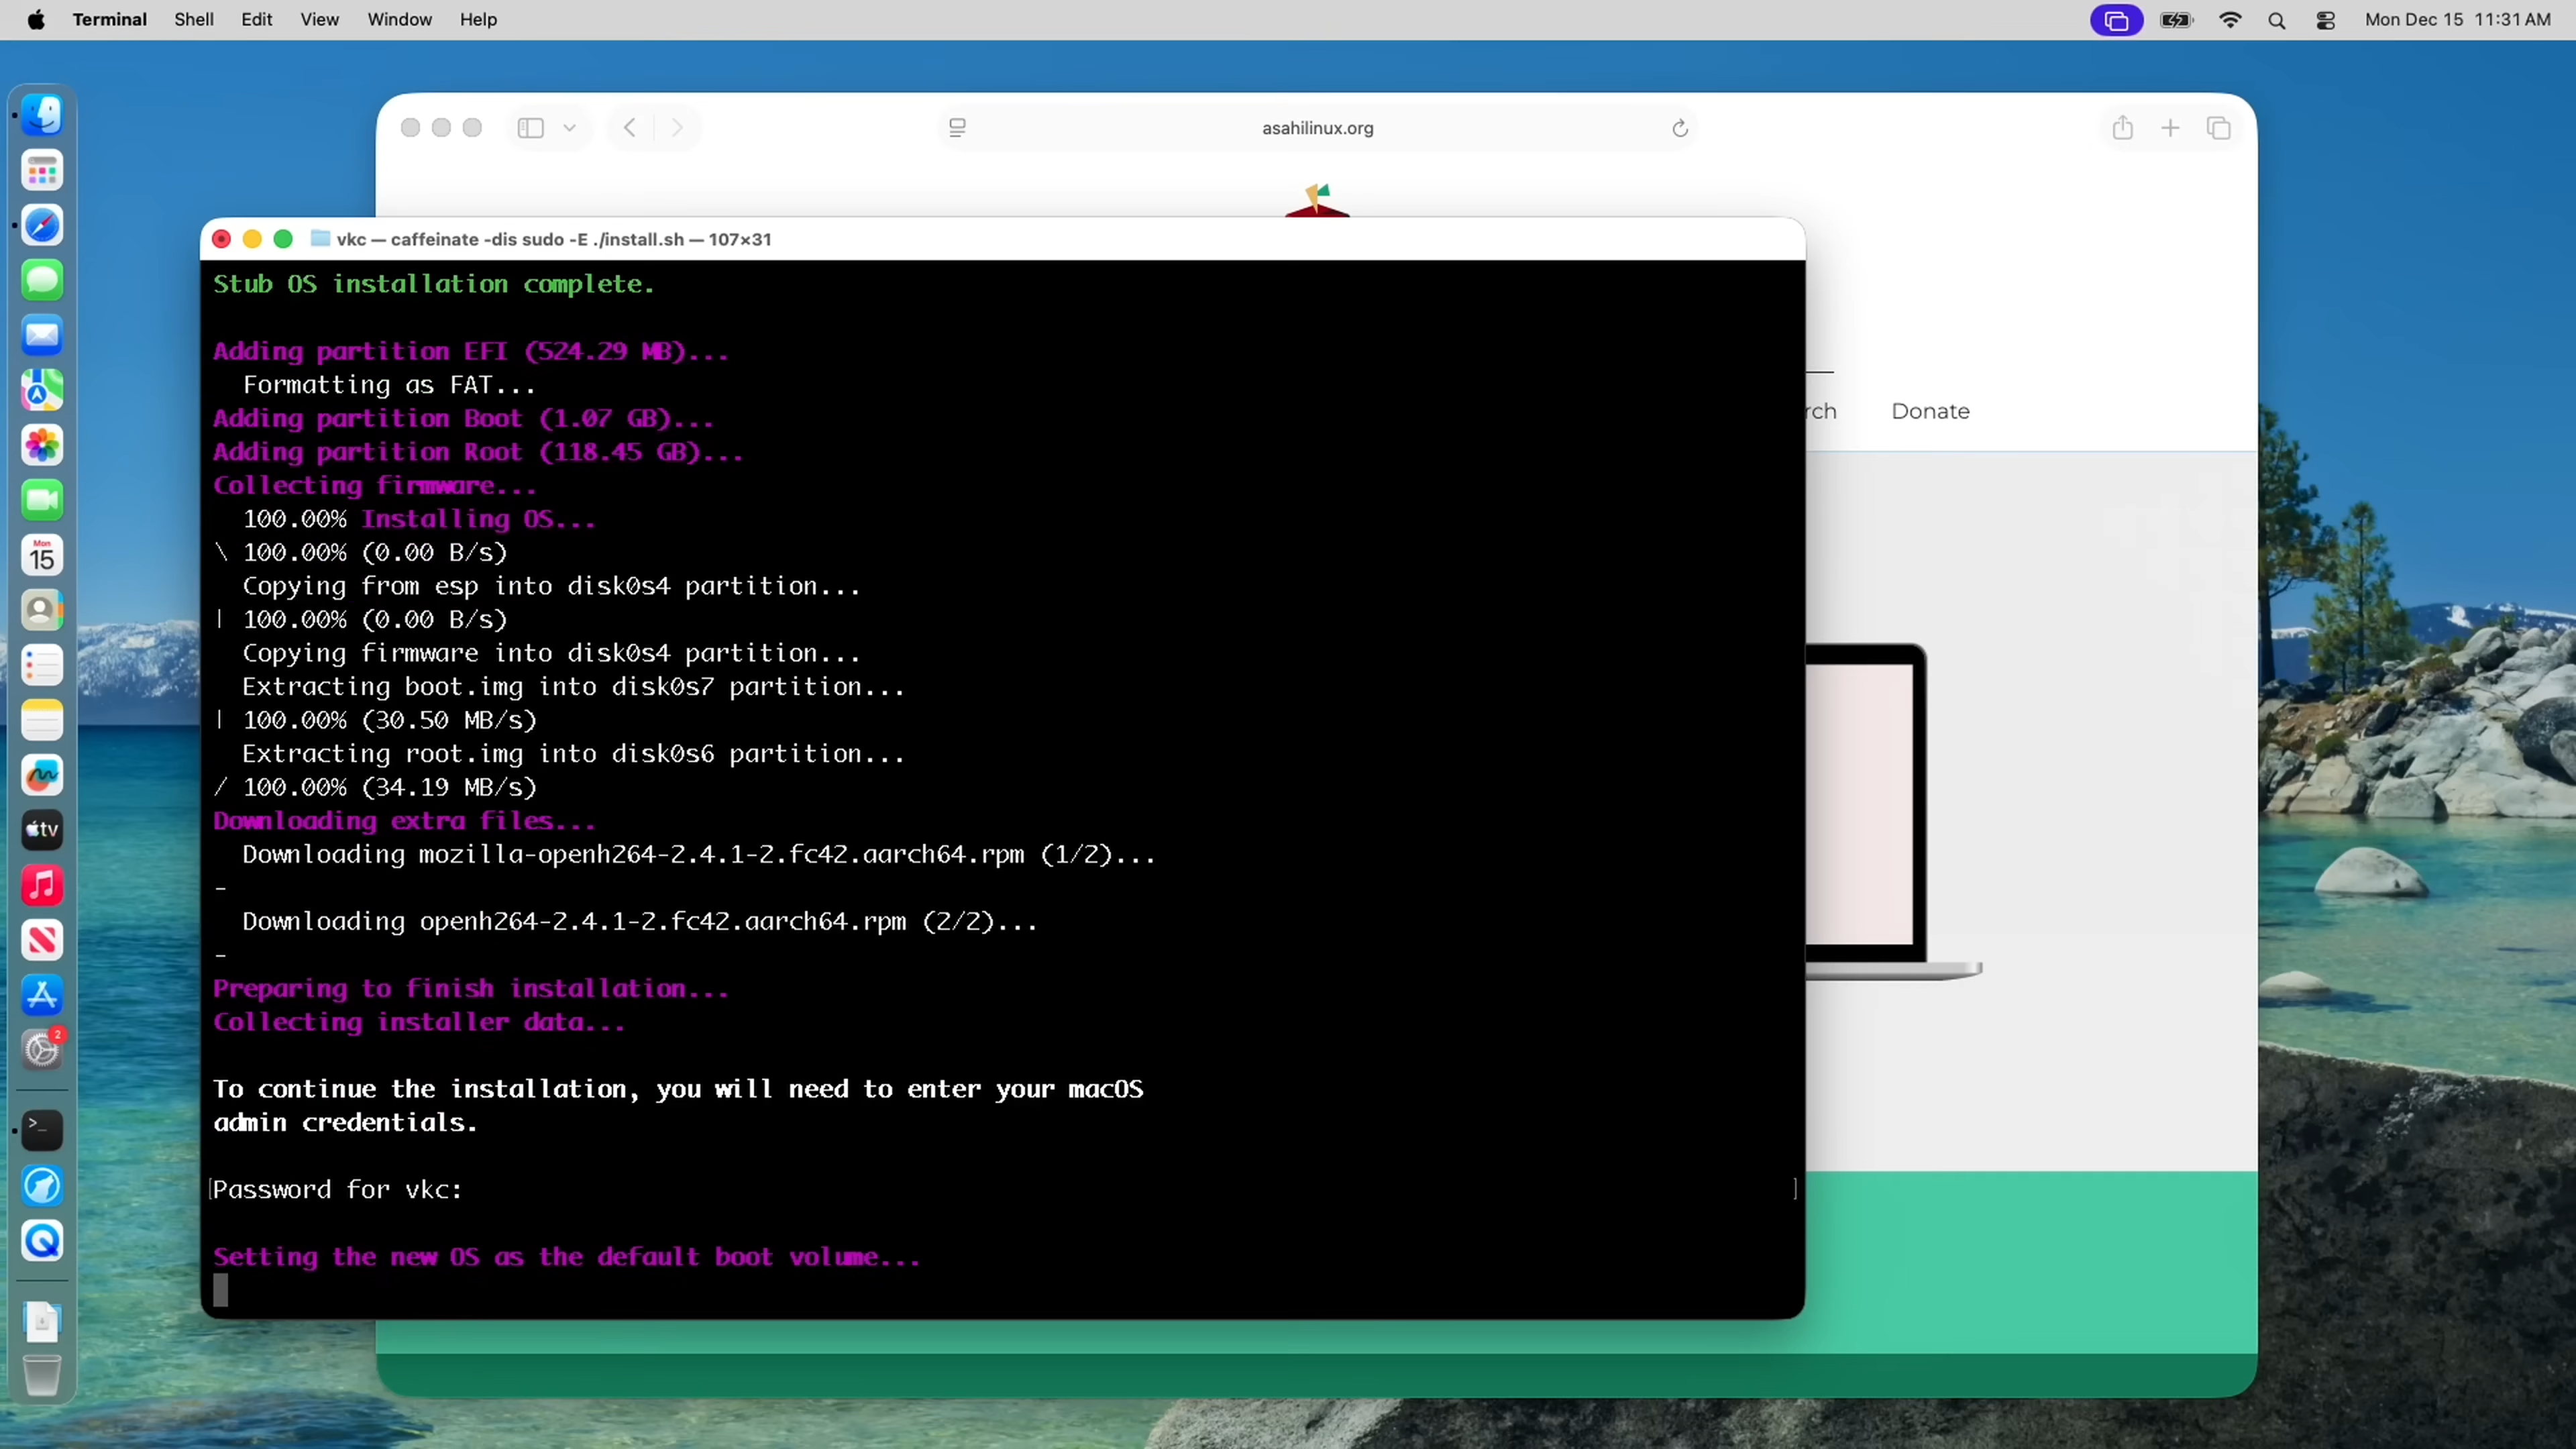 Terminal Shell Edit View Window Help Mon Dec 15 11:31 AM
asahilinux.org
vkc — caffeinate -dis sudo -E ./install.sh — 107×31
Stub OS installation complete.
Adding partition EFI (524.29 MB)...
Formatting as FAT...
Adding partition Boot (1.07 GB)...
Adding partition Root (118.45 GB)...
Collecting firmware...
100.00% Installing OS...
\ 100.00% (0.00 B/s)
Copying from esp into disk0s4 partition...
| 100.00% (0.00 B/s)
Copying firmware into disk0s4 partition...
Extracting boot.img into disk0s7 partition...
| 100.00% (30.50 MB/s)
Extracting root.img into disk0s6 partition...
/ 100.00% (34.19 MB/s)
Downloading extra files...
Downloading mozilla-openh264-2.4.1-2.fc42.aarch64.rpm (1/2)...
-
Downloading openh264-2.4.1-2.fc42.aarch64.rpm (2/2)...
-
Preparing to finish installation...
Collecting installer data...
To continue the installation, you will need to enter your macOS
admin credentials.
[Password for vkc: ]
Setting the new OS as the default boot volume...
rch Donate
Mon
15
tv
2
>_